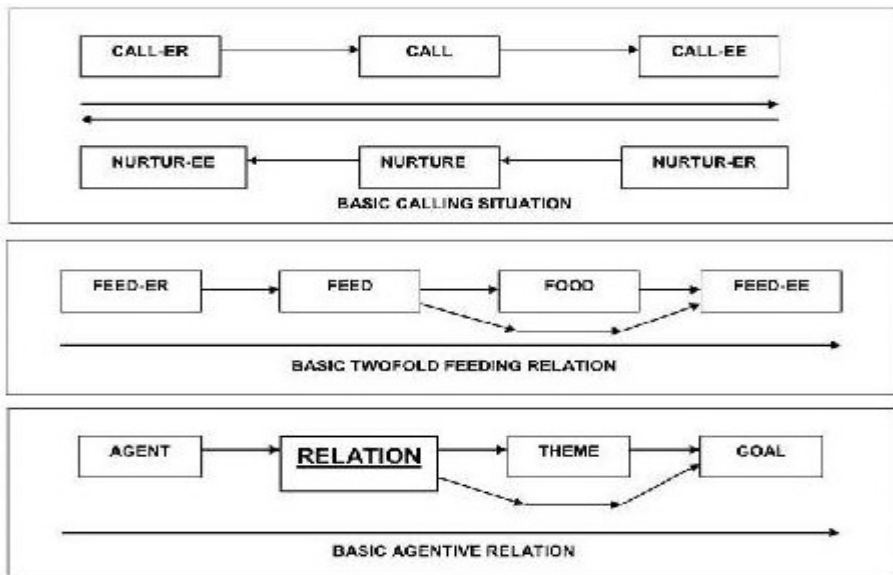 CALL-ER CALL CALL-EE
NURTUR-EE NURTURE NURTUR-ER
BASIC CALLING SITUATION
FEED-ER FEED FOOD FEED-EE
BASIC TWOFOLD FEEDING RELATION
AGENT RELATION THEME GOAL
BASIC AGENTIVE RELATION